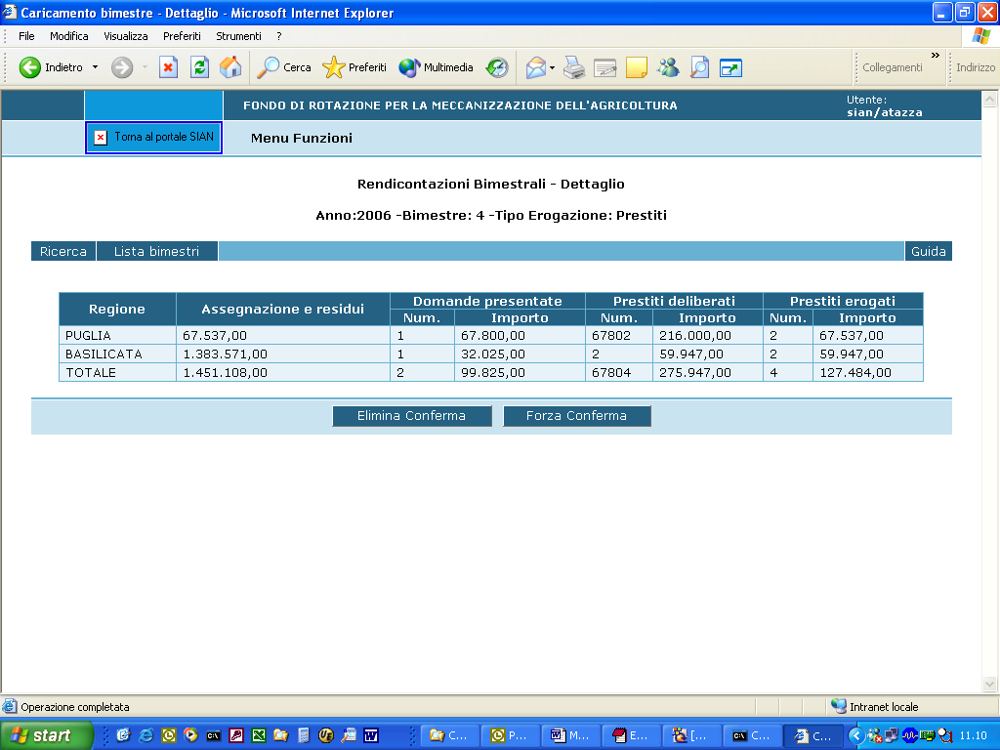 Caricamento bimestre - Dettaglio - Microsoft Internet Explorer
File Modifica Visualizza Preferiti Strumenti ?
Indietro Cerca Preferiti Multimedia Collegamenti » Indirizzo
FONDO DI ROTAZIONE PER LA MECCANIZZAZIONE DELL'AGRICOLTURA
Utente:
sian/atazza
Torna al portale SIAN Menu Funzioni
Rendicontazioni Bimestrali - Dettaglio
Anno:2006 -Bimestre: 4 -Tipo Erogazione: Prestiti
Ricerca Lista bimestri Guida
Regione Assegnazione e residui Domande presentate Prestiti deliberati Prestiti erogati
Num. Importo Num. Importo Num. Importo
PUGLIA 67.537,00 1 67.800,00 67802 216.000,00 2 67.537,00
BASILICATA 1.383.571,00 1 32.025,00 2 59.947,00 2 59.947,00
TOTALE 1.451.108,00 2 99.825,00 67804 275.947,00 4 127.484,00
Elimina Conferma Forza Conferma
Operazione completata Intranet locale
start C... P... M... E... [... C... C... 11.10